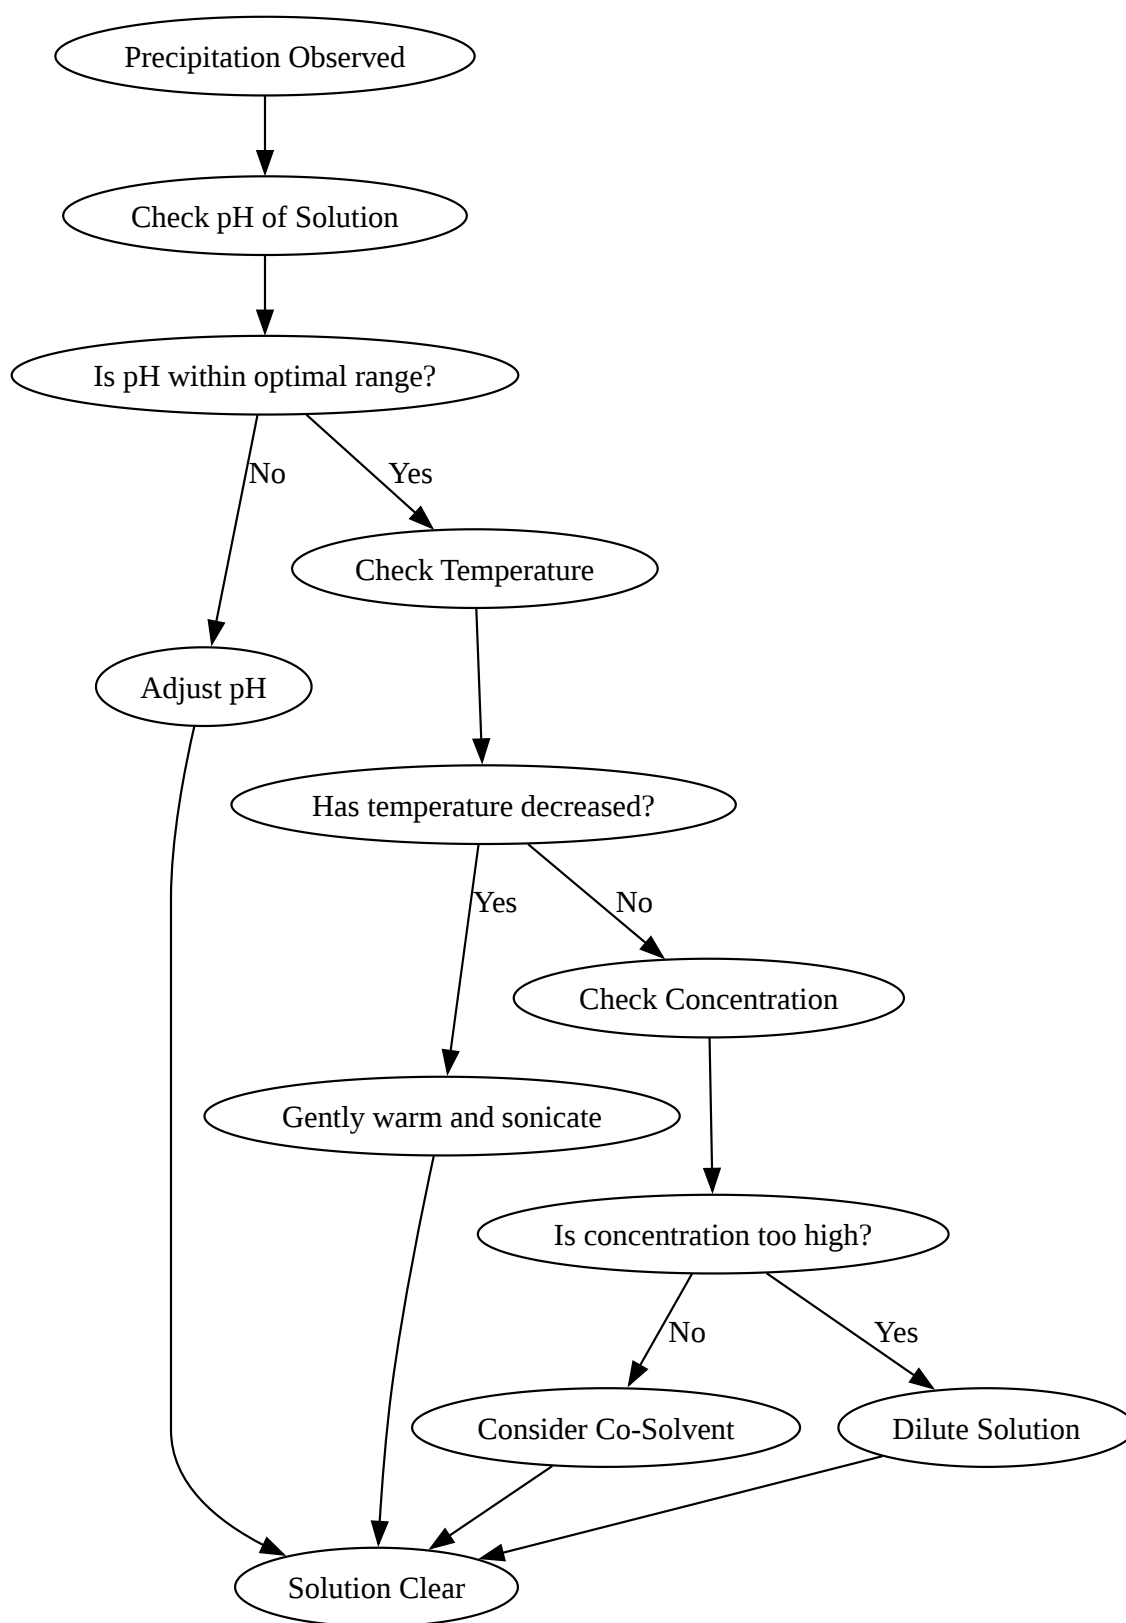 Precipitation Observed
Check pH of Solution
Is pH within optimal range?
No
Yes
Check Temperature
Adjust pH
Has temperature decreased?
Yes
No
Check Concentration
Gently warm and sonicate
Is concentration too high?
No
Yes
Consider Co-Solvent
Dilute Solution
Solution Clear